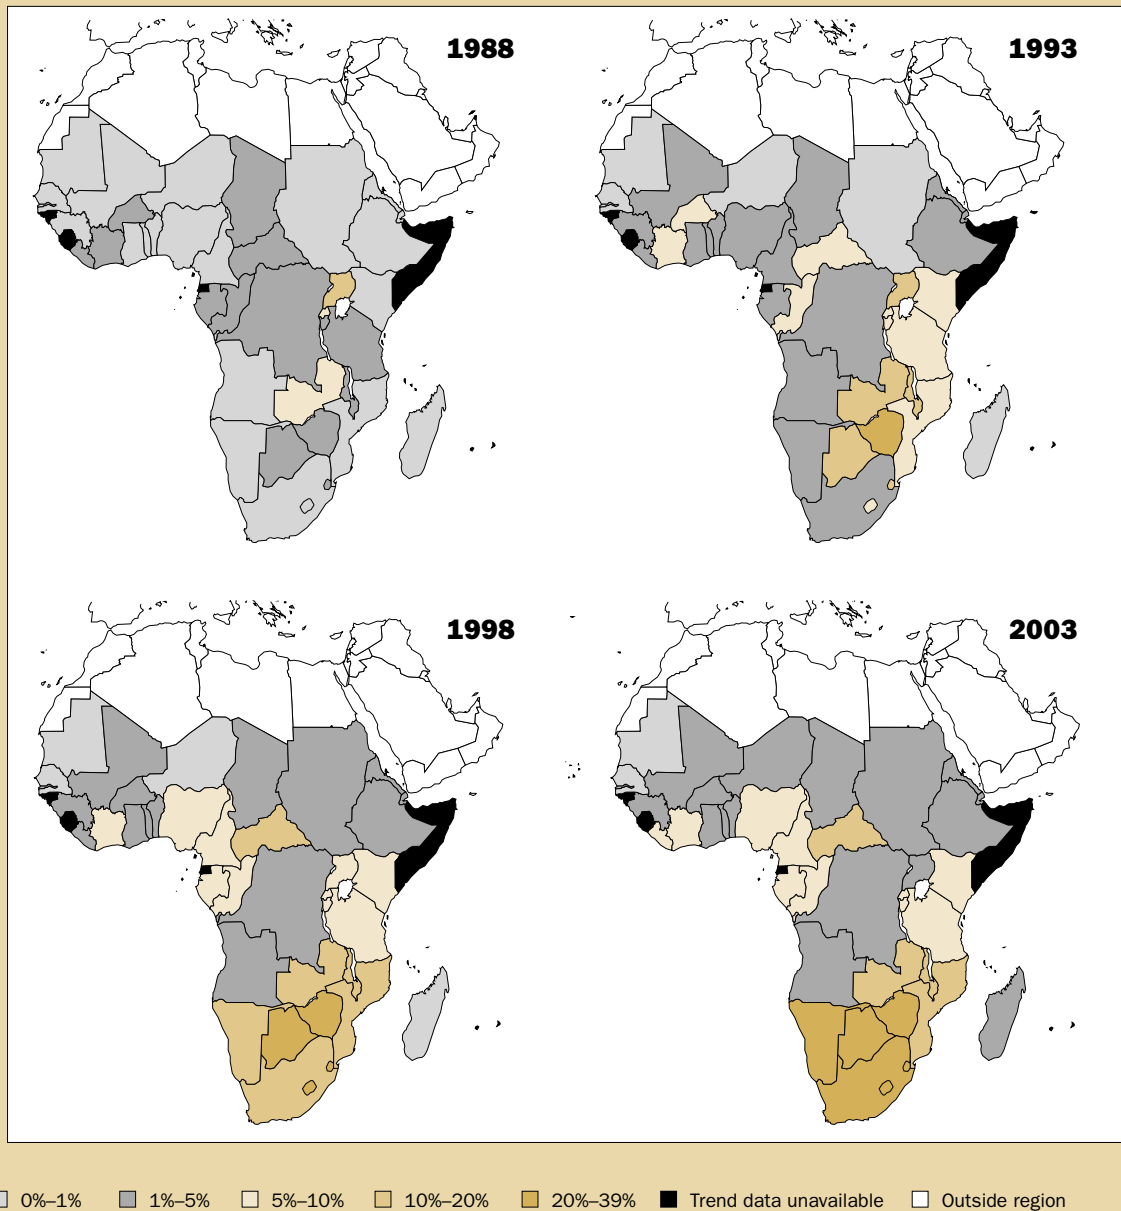 1988
1993
1998
2003
0%–1% 1%–5% 5%–10% 10%–20% 20%–39% Trend data unavailable Outside region